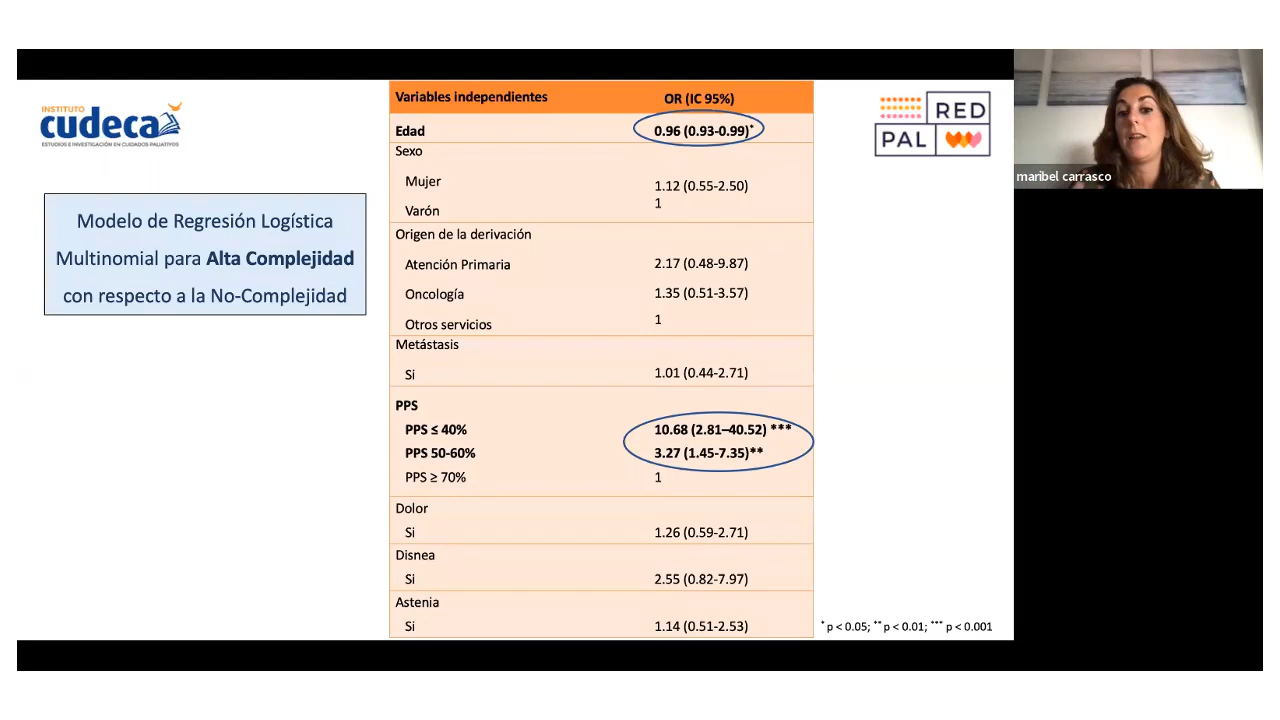 INSTITUTO
cudeca
ESTUDIOS E INVESTIGACIÓN EN CUIDADOS PALIATIVOS
Modelo de Regresión Logística
Multinomial para Alta Complejidad
con respecto a la No-Complejidad
Variables independientes OR (IC 95%)
Edad 0.96 (0.93-0.99)*
Sexo
Mujer 1.12 (0.55-2.50)
Varón 1
Origen de la derivación
Atención Primaria 2.17 (0.48-9.87)
Oncología 1.35 (0.51-3.57)
Otros servicios 1
Metástasis
Si 1.01 (0.44-2.71)
PPS
PPS ≤ 40% 10.68 (2.81–40.52) ***
PPS 50-60% 3.27 (1.45-7.35)**
PPS ≥ 70% 1
Dolor
Si 1.26 (0.59-2.71)
Disnea
Si 2.55 (0.82-7.97)
Astenia
Si 1.14 (0.51-2.53)
* p < 0.05; ** p < 0.01; *** p < 0.001
RED
PAL
maribel carrasco